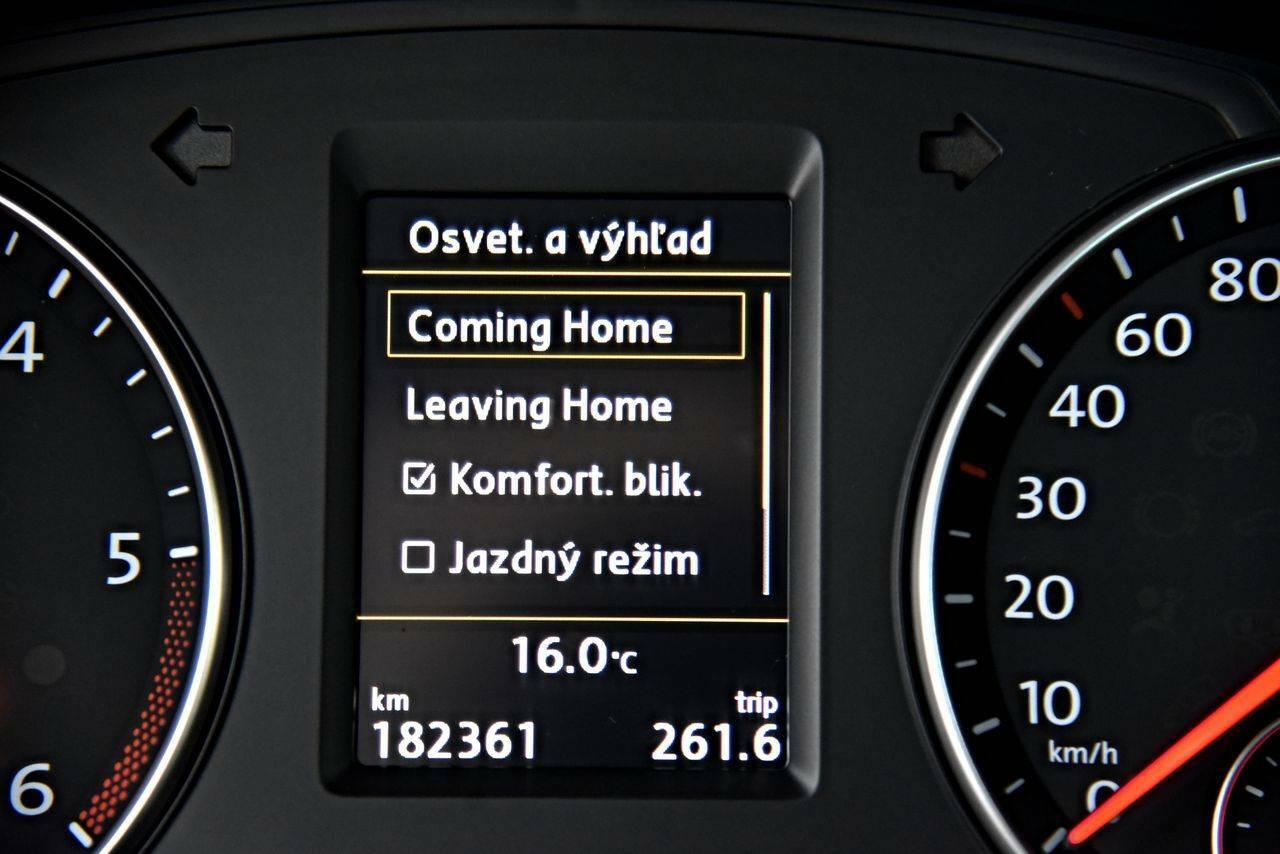 Osvet. a výhľad
Coming Home
Leaving Home
Komfort. blik.
Jazdný režim
16.0°C
km
trip
182361
261.6
4
5
6
80
60
40
30
20
10
km/h
0